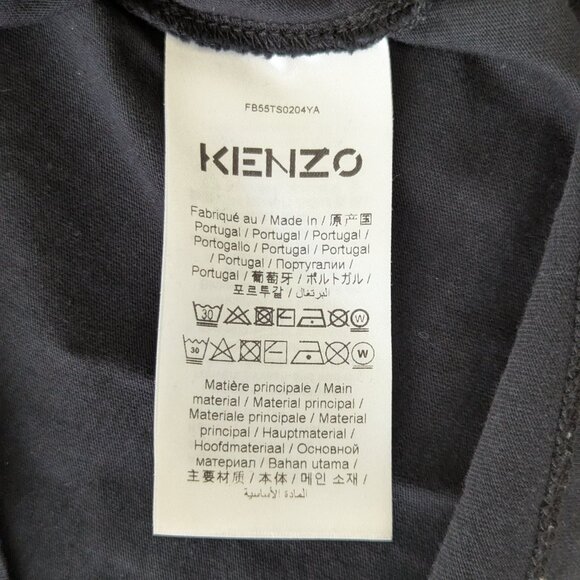 FB55TS0204YA
KENZO
Fabriqué au / Made in / 原产国
Portugal / Portugal / Portugal /
Portogallo / Portugal / Portugal
/ Portugal / Португалии /
Portugal / 葡萄牙 / ポルトガル /
포르투갈 / البرتغال /
30 W
30 W
Matière principale / Main
material / Material principal /
Materiale principale / Material
principal / Hauptmaterial /
Hoofdmateriaal / Основной
материал / Bahan utama /
主要材质 / 本体 / 메인 소재 /
المادة الأساسية /